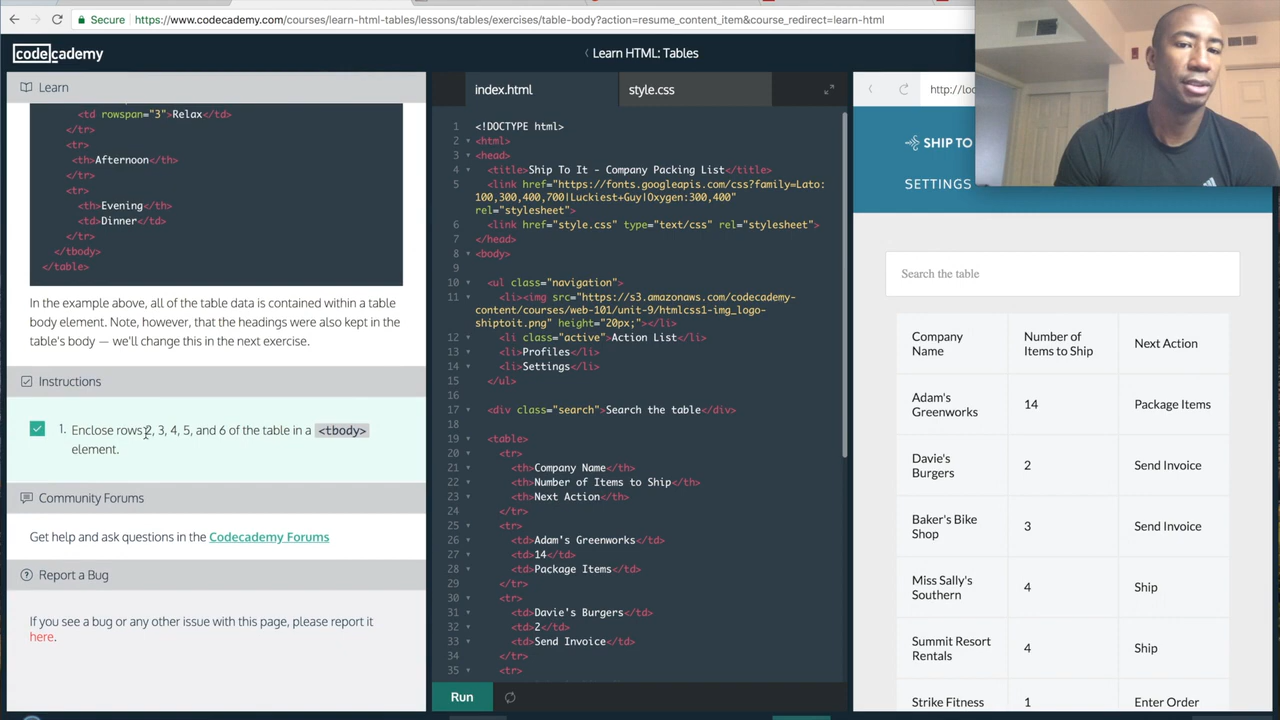 Secure
https://www.codecademy.com/courses/learn-html-tables/lessons/tables/exercises/table-body?action=resume_content_item&course_redirect=learn-html
codecademy
Learn HTML: Tables
Learn
<td rowspan="3">Relax</td>
</tr>
<tr>
<th>Afternoon</th>
</tr>
<tr>
<th>Evening</th>
<td>Dinner</td>
</tr>
</tbody>
</table>
In the example above, all of the table data is contained within a table
body element. Note, however, that the headings were also kept in the
table's body — we'll change this in the next exercise.
Instructions
1. Enclose rows 2, 3, 4, 5, and 6 of the table in a <tbody>
element.
Community Forums
Get help and ask questions in the Codecademy Forums
Report a Bug
If you see a bug or any other issue with this page, please report it
here.
index.html
style.css
1 <!DOCTYPE html>
2 <html>
3 <head>
4 <title>Ship To It - Company Packing List</title>
5 <link href="https://fonts.googleapis.com/css?family=Lato:
100,300,400,700|Luckiest+Guy|Oxygen:300,400"
rel="stylesheet">
6 <link href="style.css" type="text/css" rel="stylesheet">
7 </head>
8 <body>
9
10 <ul class="navigation">
11 <li><img src="https://s3.amazonaws.com/codecademy-
content/courses/web-101/unit-9/htmlcss1-img_logo-
shiptoit.png" height="20px;"></li>
12 <li class="active">Action List</li>
13 <li>Profiles</li>
14 <li>Settings</li>
15 </ul>
16
17 <div class="search">Search the table</div>
18
19 <table>
20 <tr>
21 <th>Company Name</th>
22 <th>Number of Items to Ship</th>
23 <th>Next Action</th>
24 </tr>
25 <tr>
26 <td>Adam's Greenworks</td>
27 <td>14</td>
28 <td>Package Items</td>
29 </tr>
30 <tr>
31 <td>Davie's Burgers</td>
32 <td>2</td>
33 <td>Send Invoice</td>
34 </tr>
35 <tr>
Run
http://loc
SHIP TO
SETTINGS
Search the table
Company Name Number of Items to Ship Next Action
Adam's Greenworks 14 Package Items
Davie's Burgers 2 Send Invoice
Baker's Bike Shop 3 Send Invoice
Miss Sally's Southern 4 Ship
Summit Resort Rentals 4 Ship
Strike Fitness 1 Enter Order